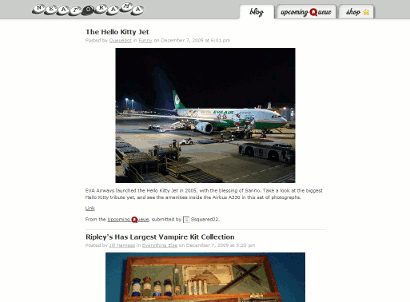 NEATORAMA
blog
upcoming Queue
shop
The Hello Kitty Jet
Posted by Queuebot in Funny on December 7, 2009 at 6:03 pm
EVA Airways launched the Hello Kitty Jet in 2005, with the blessing of Sanrio. Take a look at the biggest
Hello Kitty tribute yet, and see the amenities inside the Airbus A330 in this set of photographs.
Link
From the Upcoming Queue, submitted by
Ripley's Has Largest Vampire Kit Collection
Posted by Jill Harness in Everything Else on December 7, 2009 at 5:20 pm